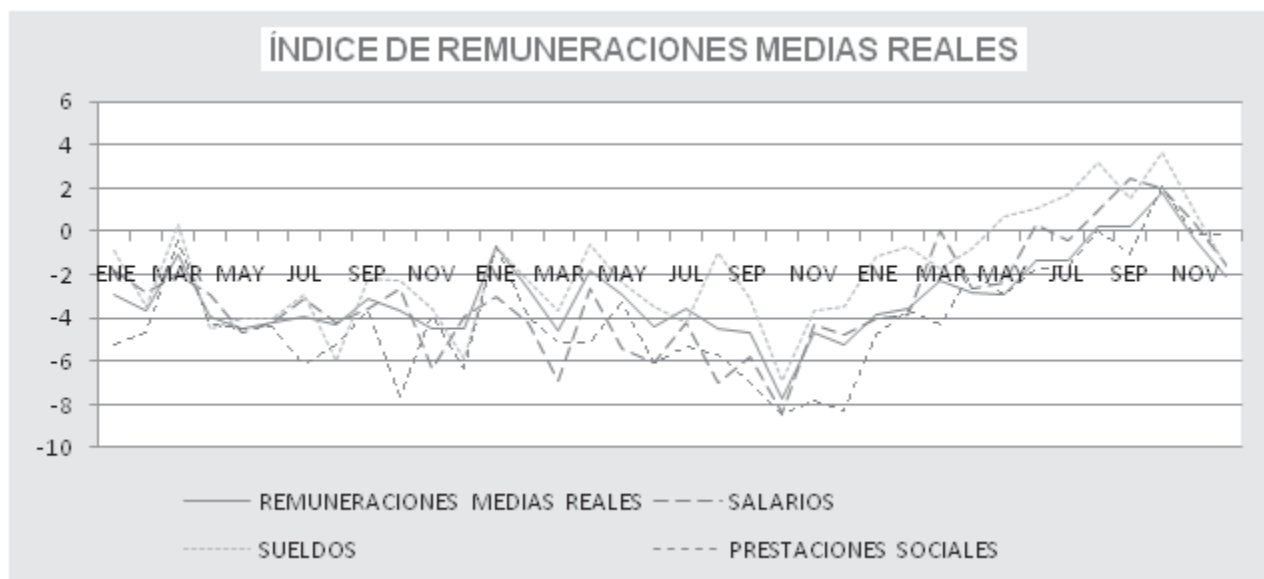 ÍNDICE DE REMUNERACIONES MEDIAS REALES
6
4
2
0
-2
-4
-6
-8
-10
ENE MAR MAY JUL SEP NOV ENE MAR MAY JUL SEP NOV ENE MAR MAY JUL SEP NOV
REMUNERACIONES MEDIAS REALES SALARIOS
SUELDOS PRESTACIONES SOCIALES